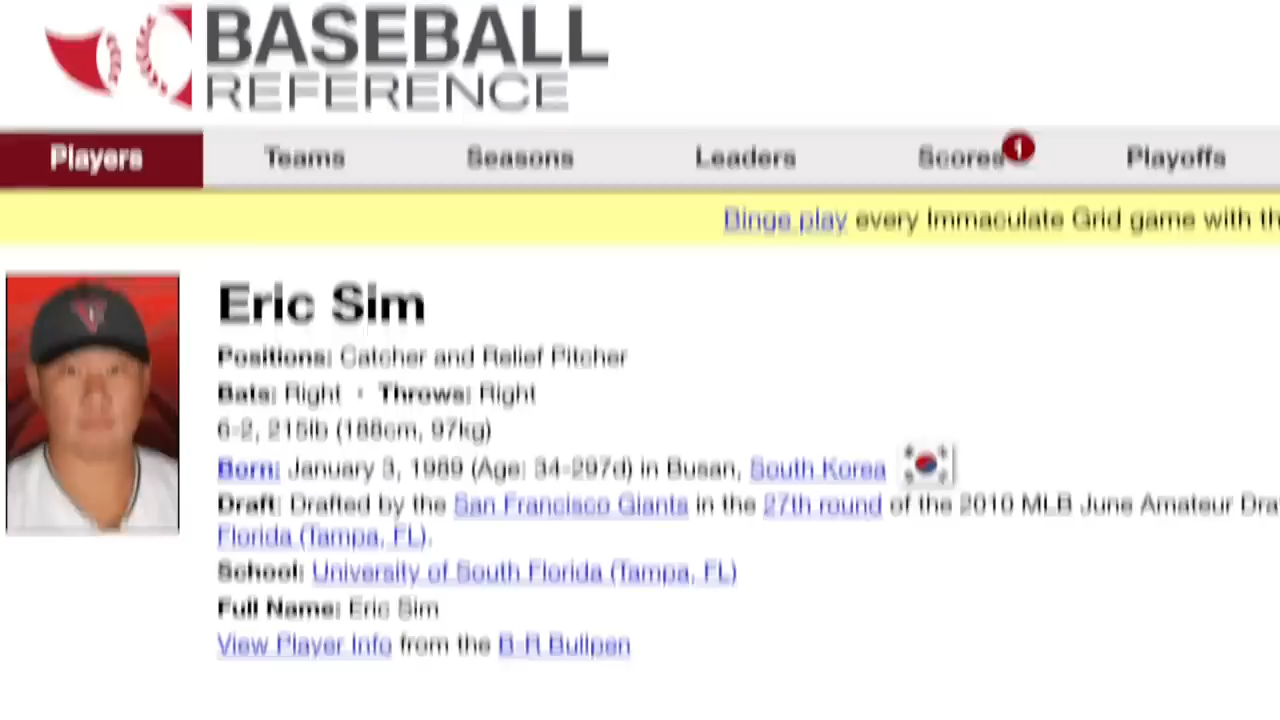 BASEBALL
REFERENCE
Players Teams Seasons Leaders Scores 1 Playoffs
Binge play every Immaculate Grid game with th
Eric Sim
Positions: Catcher and Relief Pitcher
Bats: Right • Throws: Right
6-2, 215lb (188cm, 97kg)
Born: January 3, 1989 (Age: 34-297d) in Busan, South Korea
Draft: Drafted by the San Francisco Giants in the 27th round of the 2010 MLB June Amateur Dra
Florida (Tampa, FL).
School: University of South Florida (Tampa, FL)
Full Name: Eric Sim
View Player Info from the B-R Bullpen